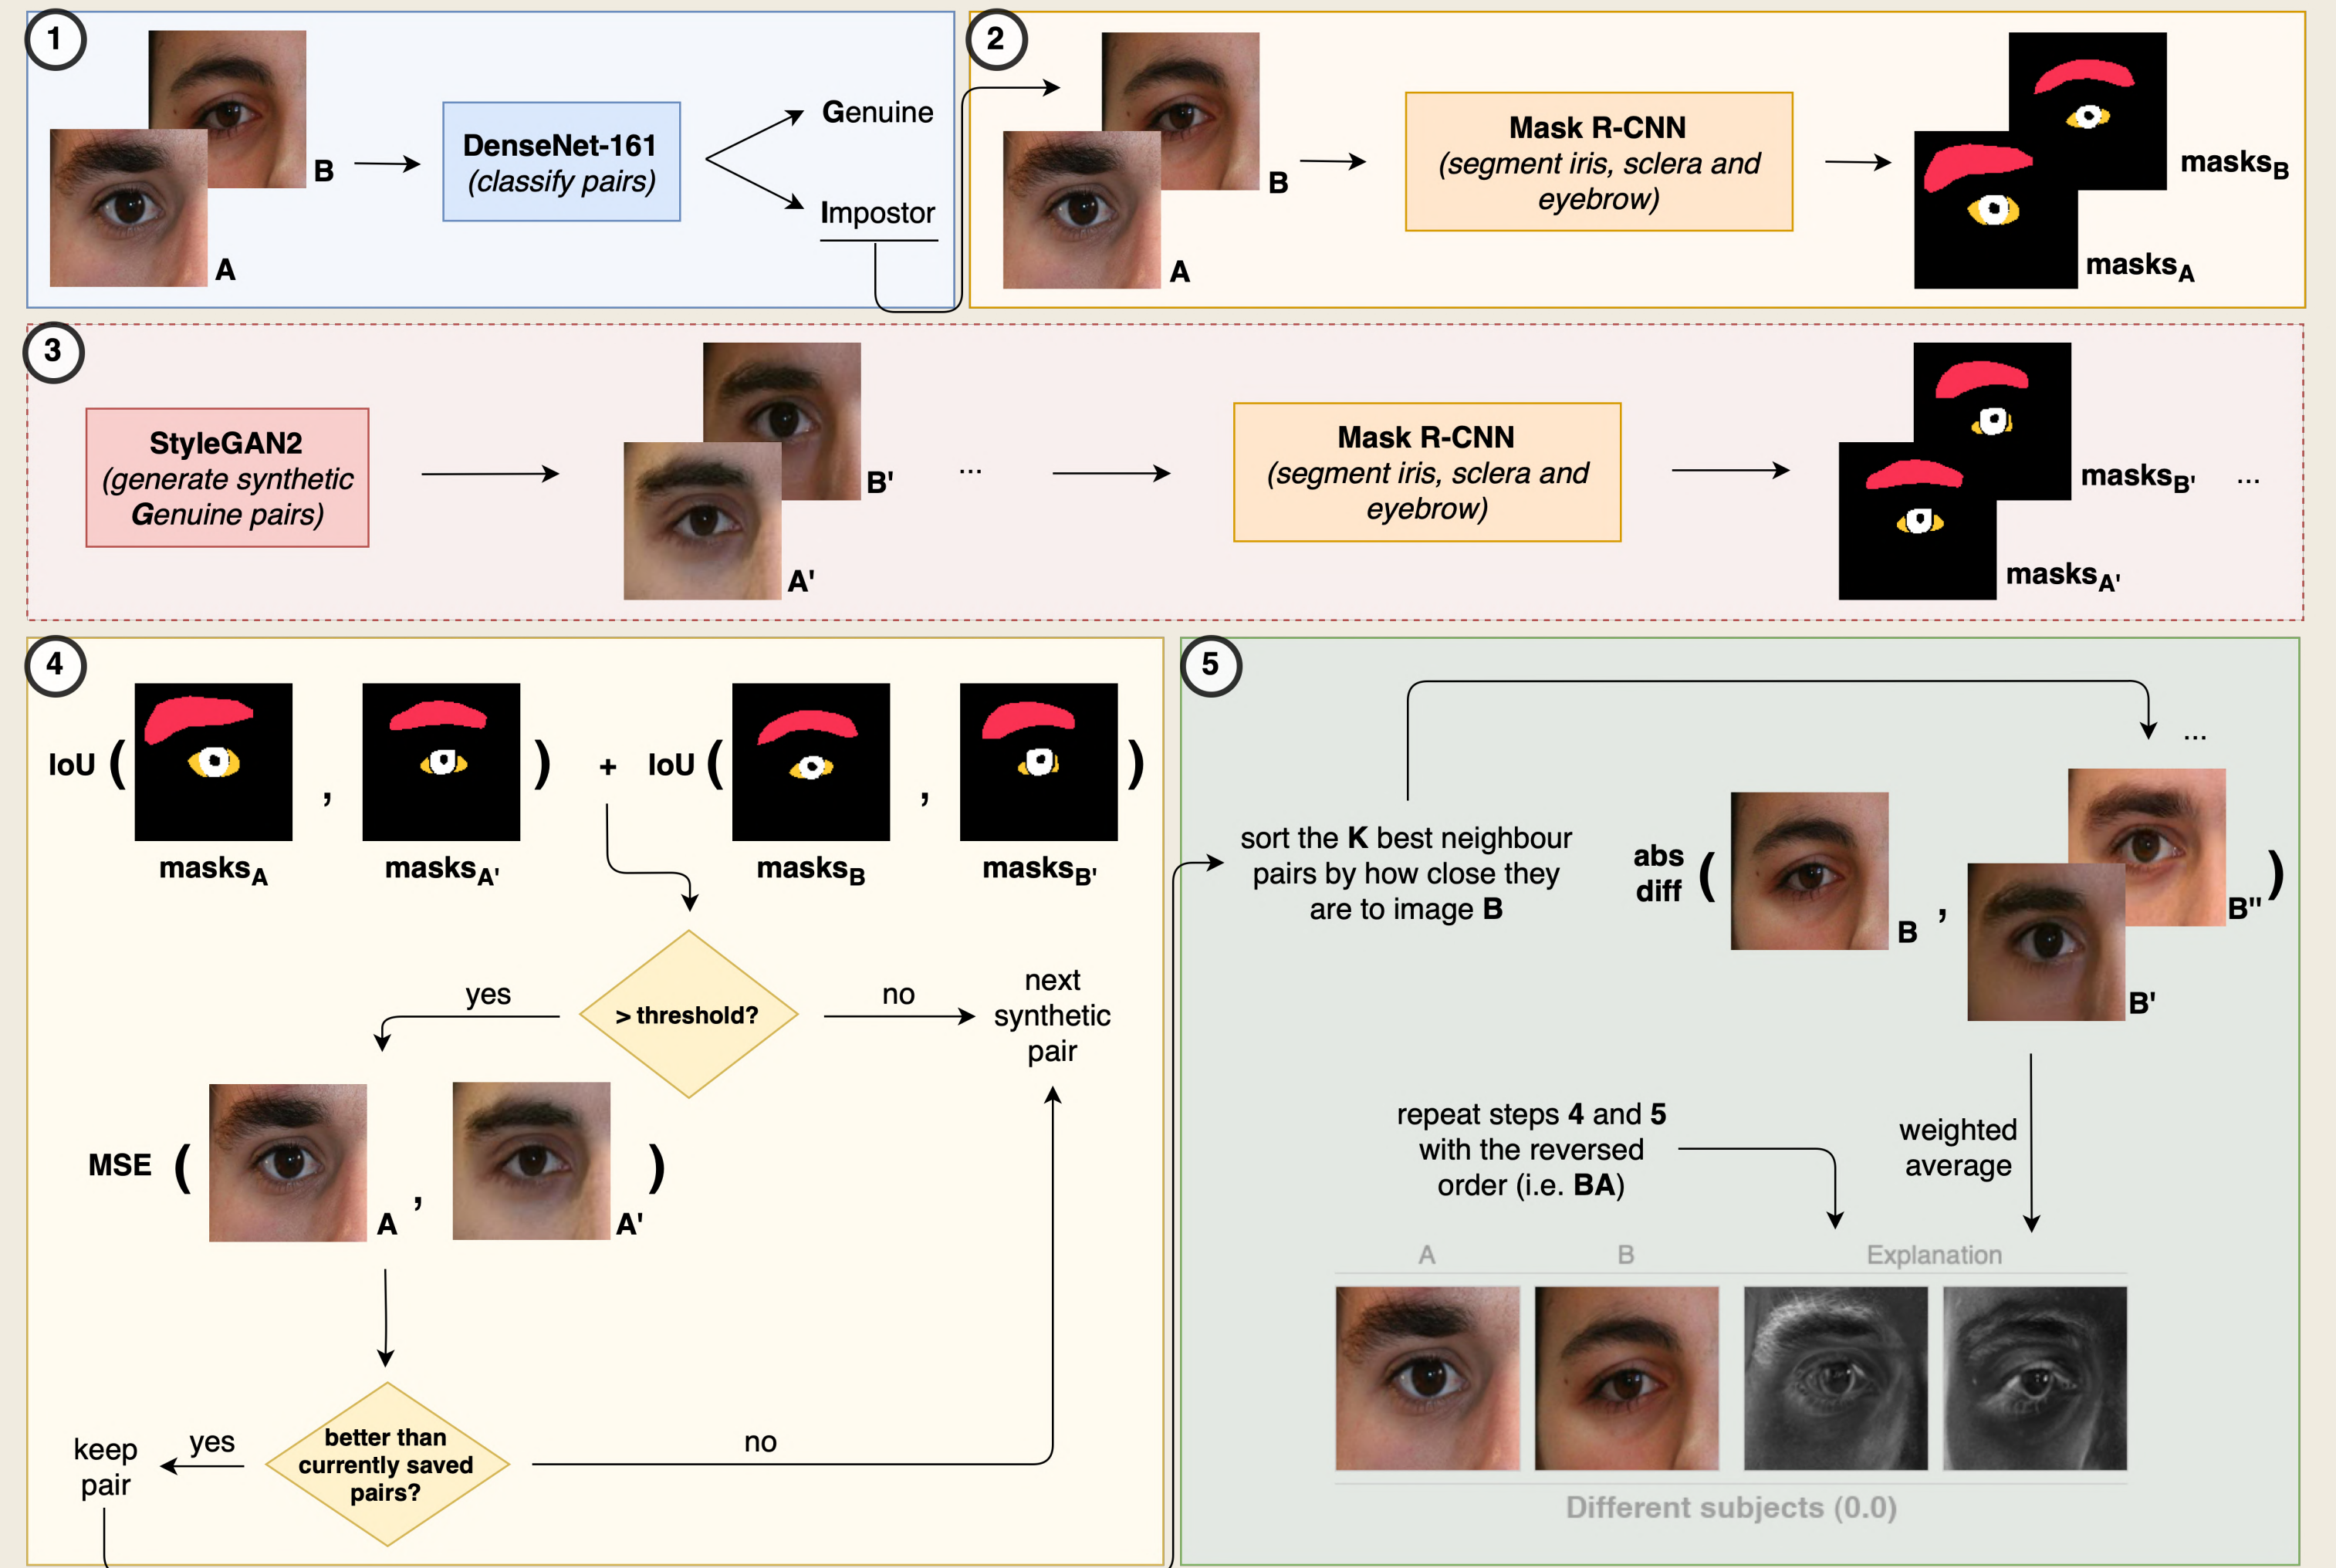 1
B
A
DenseNet-161
(classify pairs)
Genuine
Impostor
2
B
A
Mask R-CNN
(segment iris, sclera and
eyebrow)
masksB
masksA
3
StyleGAN2
(generate synthetic
Genuine pairs)
B'
A'
...
Mask R-CNN
(segment iris, sclera and
eyebrow)
masksB'
...
masksA'
4
IoU ( , ) + IoU ( , )
masksA
masksA'
masksB
masksB'
> threshold?
yes
no
next
synthetic
pair
MSE ( , )
A
A'
better than
currently saved
pairs?
yes
no
keep
pair
5
sort the K best neighbour
pairs by how close they
are to image B
...
abs
diff ( , )
B
B''
B'
weighted
average
repeat steps 4 and 5
with the reversed
order (i.e. BA)
A
B
Explanation
Different subjects (0.0)